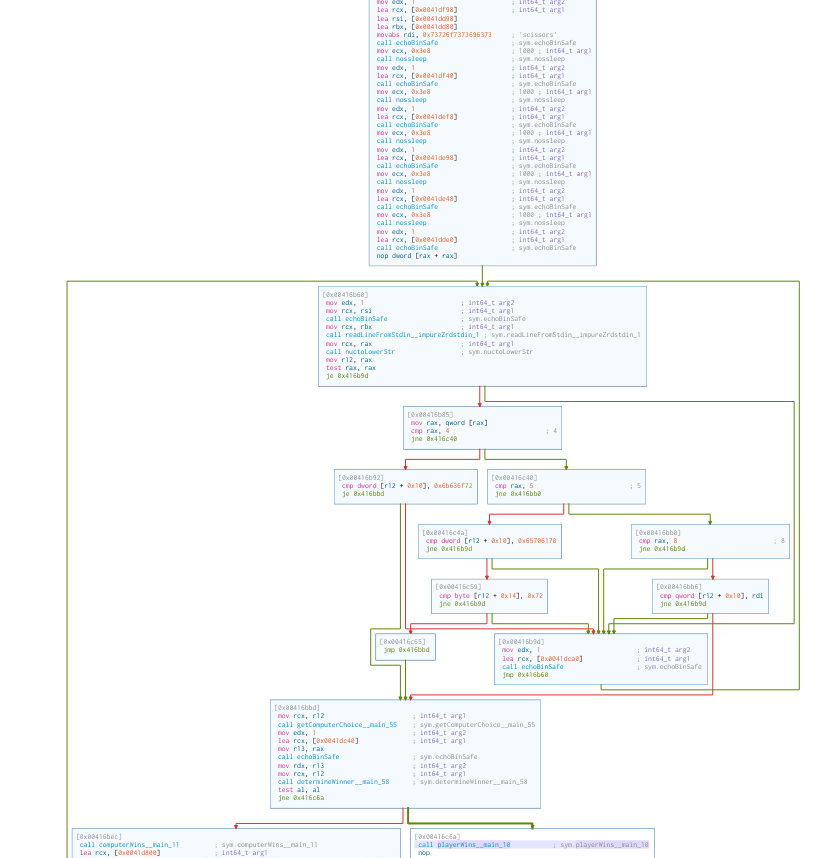 mov edx, 1 ; int64_t arg2
lea rcx, [0x0041df98] ; int64_t arg1
lea rsi, [0x0041dd98]
lea rbx, [0x0041dd80]
movabs rdi, 0x73726f7373696373 ; 'scissors'
call echoBinSafe ; sym.echoBinSafe
mov ecx, 0x3e8 ; 1000 ; int64_t arg1
call nossleep ; sym.nossleep
mov edx, 1 ; int64_t arg2
lea rcx, [0x0041df40] ; int64_t arg1
call echoBinSafe ; sym.echoBinSafe
mov ecx, 0x3e8 ; 1000 ; int64_t arg1
call nossleep ; sym.nossleep
mov edx, 1 ; int64_t arg2
lea rcx, [0x0041def8] ; int64_t arg1
call echoBinSafe ; sym.echoBinSafe
mov ecx, 0x3e8 ; 1000 ; int64_t arg1
call nossleep ; sym.nossleep
mov edx, 1 ; int64_t arg2
lea rcx, [0x0041de98] ; int64_t arg1
call echoBinSafe ; sym.echoBinSafe
mov ecx, 0x3e8 ; 1000 ; int64_t arg1
call nossleep ; sym.nossleep
mov edx, 1 ; int64_t arg2
lea rcx, [0x0041de48] ; int64_t arg1
call echoBinSafe ; sym.echoBinSafe
mov ecx, 0x3e8 ; 1000 ; int64_t arg1
call nossleep ; sym.nossleep
mov edx, 1 ; int64_t arg2
lea rcx, [0x0041dde0] ; int64_t arg1
call echoBinSafe ; sym.echoBinSafe
nop dword [rax + rax]
[0x00416b60]
mov edx, 1 ; int64_t arg2
mov rcx, rsi ; int64_t arg1
call echoBinSafe ; sym.echoBinSafe
mov rcx, rbx ; int64_t arg1
call readLineFromStdin__impureZrdstdin_1 ; sym.readLineFromStdin__impureZrdstdin_1
mov rcx, rax ; int64_t arg1
call nuctoLowerStr ; sym.nuctoLowerStr
mov r12, rax
test rax, rax
je 0x416b9d
[0x00416b85]
mov rax, qword [rax]
cmp rax, 4 ; 4
jne 0x416c40
[0x00416b92]
cmp dword [r12 + 0x10], 0x6b636f72
je 0x416bbd
[0x00416c40]
cmp rax, 5 ; 5
jne 0x416bb0
[0x00416c4a]
cmp dword [r12 + 0x10], 0x65706170
jne 0x416b9d
[0x00416bb0]
cmp rax, 8 ; 8
jne 0x416b9d
[0x00416c59]
cmp byte [r12 + 0x14], 0x72
jne 0x416b9d
[0x00416bb6]
cmp qword [r12 + 0x10], rdi
jne 0x416b9d
[0x00416c65]
jmp 0x416bbd
[0x00416b9d]
mov edx, 1 ; int64_t arg2
lea rcx, [0x0041dca0] ; int64_t arg1
call echoBinSafe ; sym.echoBinSafe
jmp 0x416b60
[0x00416bbd]
mov rcx, r12 ; int64_t arg1
call getComputerChoice__main_55 ; sym.getComputerChoice__main_55
mov edx, 1 ; int64_t arg2
lea rcx, [0x0041dc40] ; int64_t arg1
mov r13, rax
call echoBinSafe ; sym.echoBinSafe
mov rdx, r13 ; int64_t arg2
mov rcx, r12 ; int64_t arg1
call determineWinner__main_58 ; sym.determineWinner__main_58
test al, al
jne 0x416c6a
[0x00416bec]
call computerWins__main_11 ; sym.computerWins__main_11
lea rcx, [0x0041d800] ; int64_t arg1
[0x00416c6a]
call playerWins__main_10 ; sym.playerWins__main_10
nop